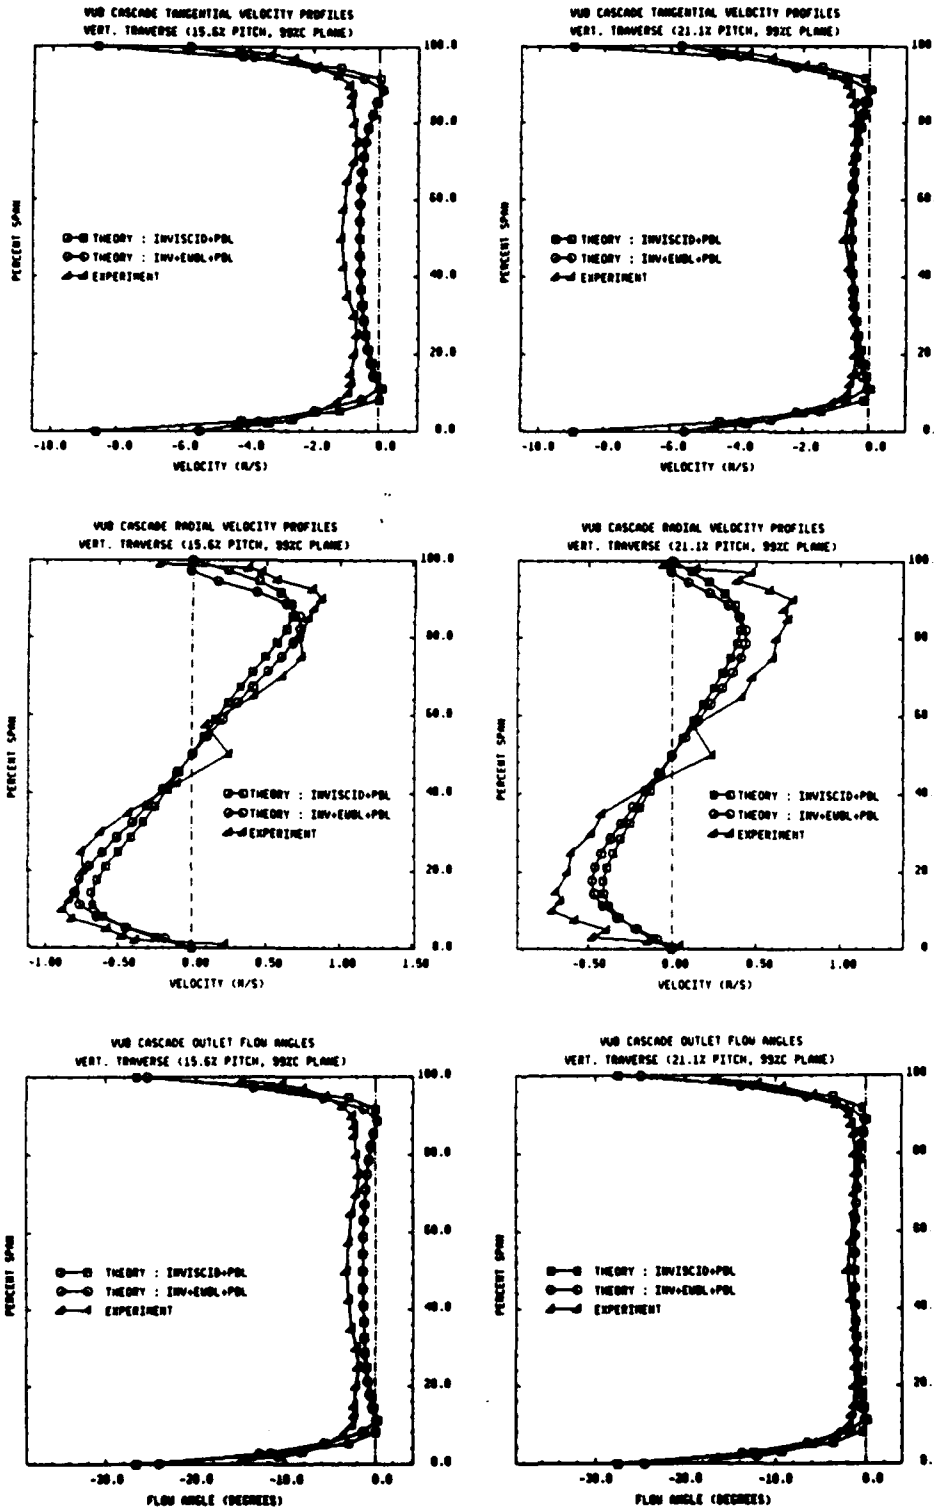 VUB CASCADE TANGENTIAL VELOCITY PROFILES
VERT. TRAVERSE (15.6% PITCH, 99%C PLANE)
100.0
80.0
60.0
40.0
20.0
0.0
PERCENT SPAN
THEORY : INVISCID+PBL
THEORY : INV+EWBL+PBL
EXPERIMENT
-10.0 -8.0 -6.0 -4.0 -2.0 0.0
VELOCITY (M/S)
VUB CASCADE TANGENTIAL VELOCITY PROFILES
VERT. TRAVERSE (21.1% PITCH, 99%C PLANE)
100.0
80.
60.
40.
20.
0.
PERCENT SPAN
THEORY : INVISCID+PBL
THEORY : INV+EWBL+PBL
EXPERIMENT
-10.0 -8.0 -6.0 -4.0 -2.0 0.0
VELOCITY (M/S)
VUB CASCADE RADIAL VELOCITY PROFILES
VERT. TRAVERSE (15.6% PITCH, 99%C PLANE)
100.0
80.0
60.0
40.0
20.0
0.0
PERCENT SPAN
THEORY : INVISCID+PBL
THEORY : INV+EWBL+PBL
EXPERIMENT
-1.00 -0.50 0.00 0.50 1.00 1.50
VELOCITY (M/S)
VUB CASCADE RADIAL VELOCITY PROFILES
VERT. TRAVERSE (21.1% PITCH, 99%C PLANE)
100.0
80.
60.
40.
20.
0.
PERCENT SPAN
THEORY : INVISCID+PBL
THEORY : INV+EWBL+PBL
EXPERIMENT
-0.50 0.00 0.50 1.00
VELOCITY (M/S)
VUB CASCADE OUTLET FLOW ANGLES
VERT. TRAVERSE (15.6% PITCH, 99%C PLANE)
100.0
80.0
60.0
40.0
20.0
0.0
PERCENT SPAN
THEORY : INVISCID+PBL
THEORY : INV+EWBL+PBL
EXPERIMENT
-30.0 -20.0 -10.0 0.0
FLOW ANGLE (DEGREES)
VUB CASCADE OUTLET FLOW ANGLES
VERT. TRAVERSE (21.1% PITCH, 99%C PLANE)
100.0
80.
60.
40.
20.
0.
PERCENT SPAN
THEORY : INVISCID+PBL
THEORY : INV+EWBL+PBL
EXPERIMENT
-30.0 -20.0 -10.0 0.0
FLOW ANGLE (DEGREES)